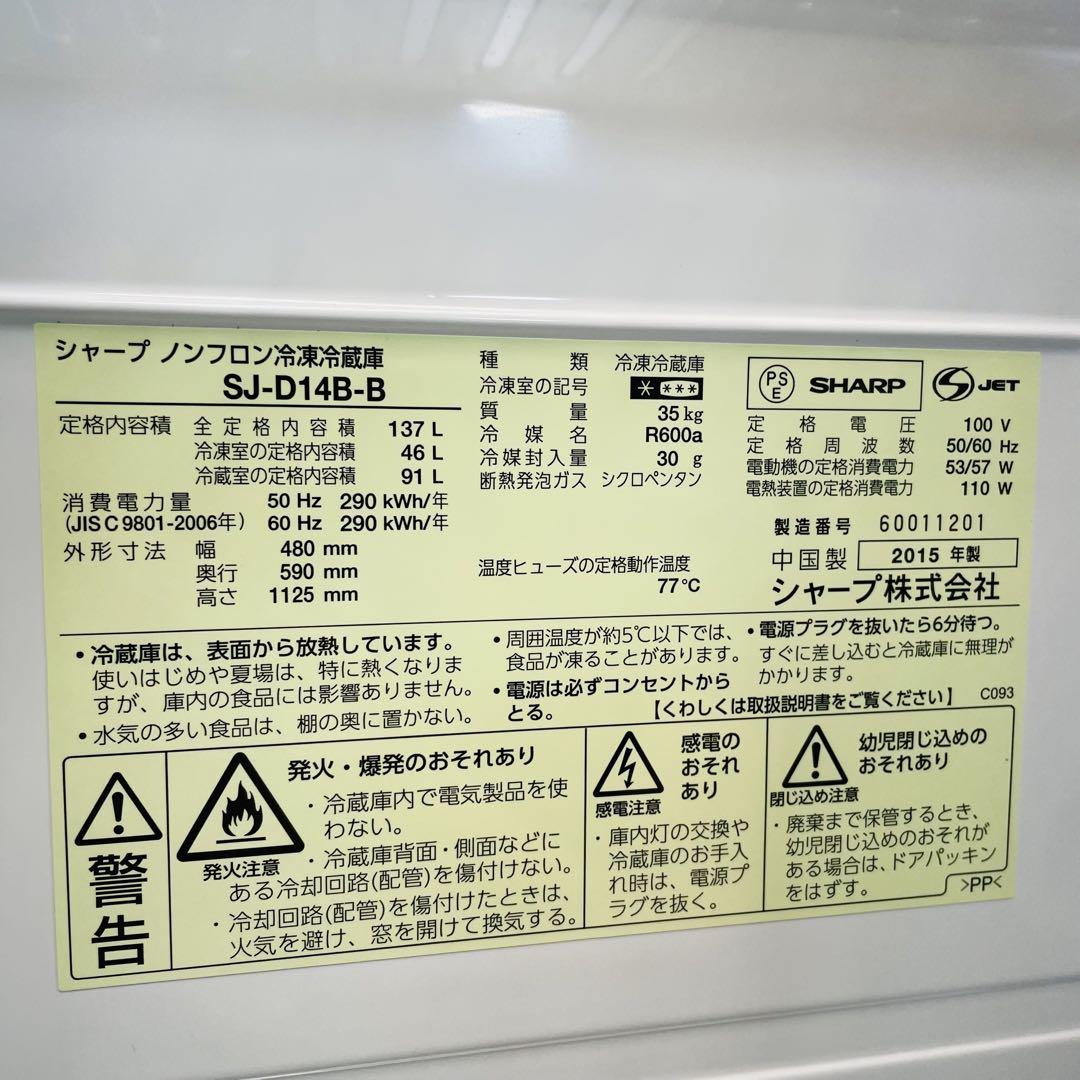 シャープ ノンフロン冷凍冷蔵庫
SJ-D14B-B
定格内容積 全定格内容積 137 L
冷凍室の定格内容積 46 L
冷蔵室の定格内容積 91 L
消費電力量 50 Hz 290 kWh/年
(JIS C 9801-2006年) 60 Hz 290 kWh/年
外形寸法 幅 480 mm
奥行 590 mm
高さ 1125 mm
種類 冷凍冷蔵庫
冷凍室の記号 * ***
質量 35 kg
冷媒名 R600a
冷媒封入量 30 g
断熱発泡ガス シクロペンタン
温度ヒューズの定格動作温度
77℃
PSE SHARP
S JET
定格電圧 100 V
定格周波数 50/60 Hz
電動機の定格消費電力 53/57 W
電熱装置の定格消費電力 110 W
製造番号 60011201
中国製 2015 年製
シャープ株式会社
・冷蔵庫は、表面から放熱しています。
使いはじめや夏場は、特に熱くなりま
すが、庫内の食品には影響ありません。
・水気の多い食品は、棚の奥に置かない。
・周囲温度が約5℃以下では、
食品が凍ることがあります。
・電源は必ずコンセントから
とる。
・電源プラグを抜いたら6分待つ。
すぐに差し込むと冷蔵庫に無理が
かかります。
【くわしくは取扱説明書をご覧ください】 C093
警告
発火注意
発火・爆発のおそれあり
・冷蔵庫内で電気製品を使
わない。
・冷蔵庫背面・側面などに
ある冷却回路(配管)を傷付けない。
・冷却回路(配管)を傷付けたときは、
火気を避け、窓を開けて換気する。
感電注意
感電の
おそれ
あり
・庫内灯の交換や
冷蔵庫のお手入
れ時は、電源プ
ラグを抜く。
閉じ込め注意
幼児閉じ込めの
おそれあり
・廃棄まで保管するとき、
幼児閉じ込めのおそれが
ある場合は、ドアパッキン
をはずす。
>PP<